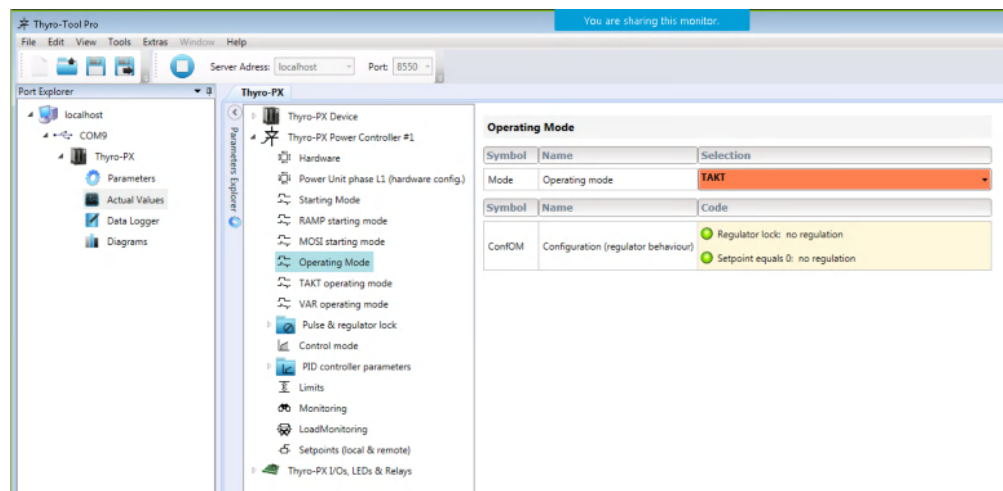 Thyro-Tool Pro
You are sharing this monitor.
File Edit View Tools Extras Window Help
Server Adress: localhost Port: 8550
Port Explorer
Thyro-PX
localhost
COM9
Thyro-PX
Parameters
Actual Values
Data Logger
Diagrams
Parameters Explorer
Thyro-PX Device
Thyro-PX Power Controller #1
Hardware
Power Unit phase L1 (hardware config.)
Starting Mode
RAMP starting mode
MOSI starting mode
Operating Mode
TAKT operating mode
VAR operating mode
Pulse & regulator lock
Control mode
PID controller parameters
Limits
Monitoring
LoadMonitoring
Setpoints (local & remote)
Thyro-PX I/Os, LEDs & Relays
Operating Mode
Symbol Name Selection
Mode Operating mode TAKT
Symbol Name Code
ConfOM Configuration (regulator behaviour) Regulator lock: no regulation
Setpoint equals 0: no regulation